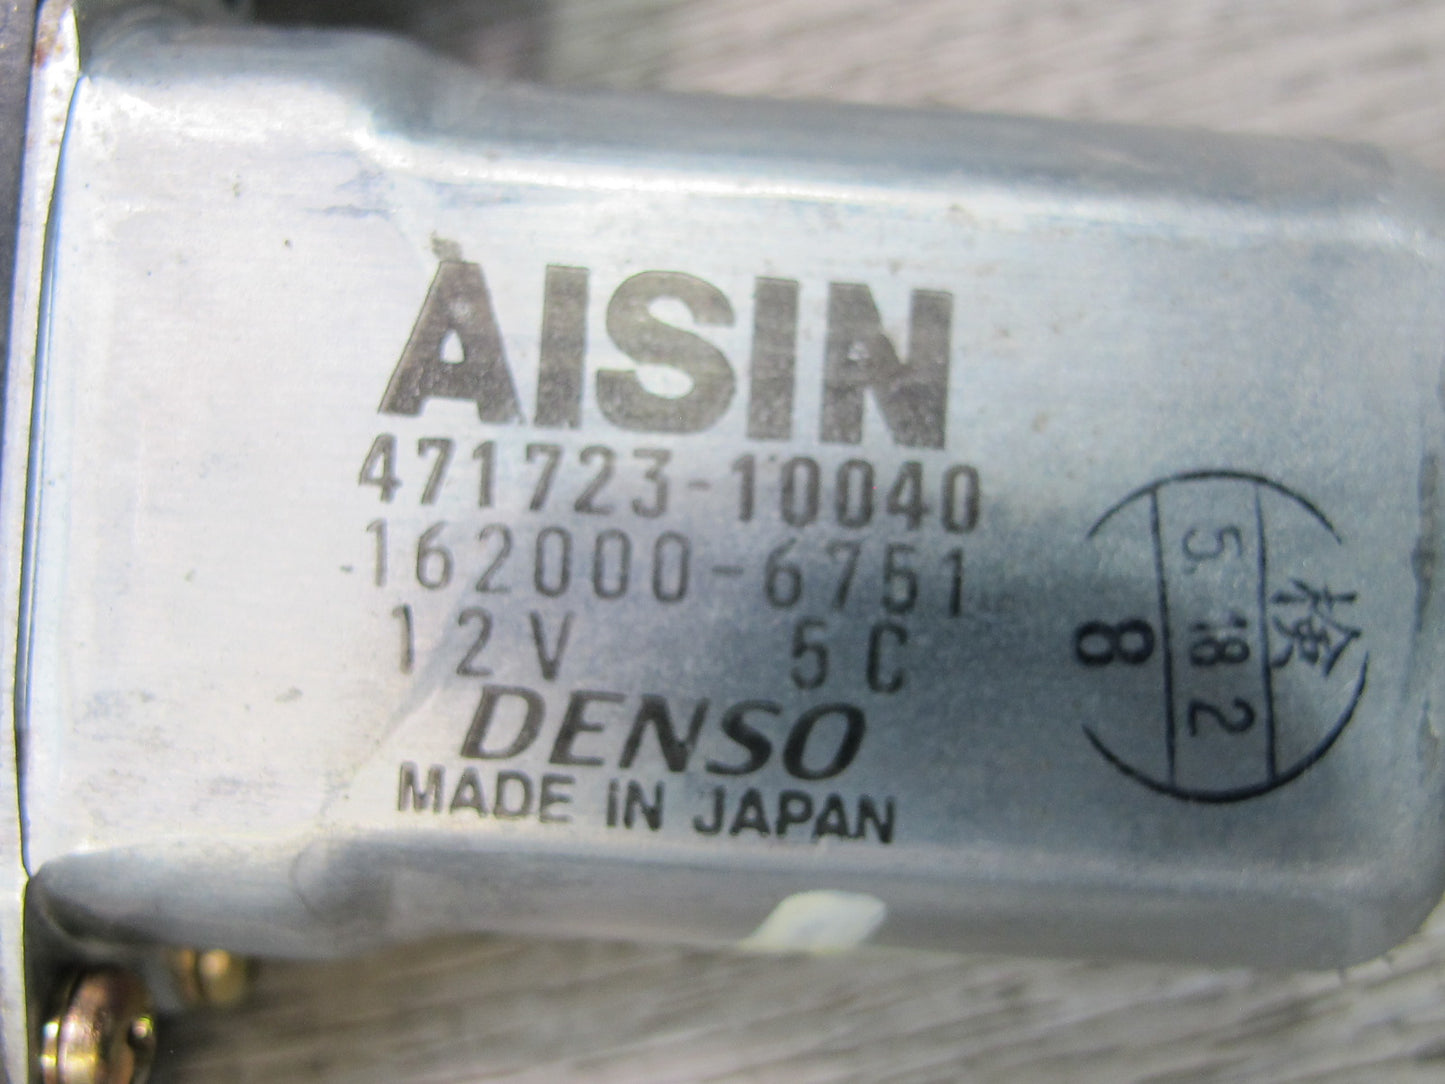 AISIN
471723-10040
162000-6751
12V 5C
DENSO
MADE IN JAPAN
検
5. 18 2
8